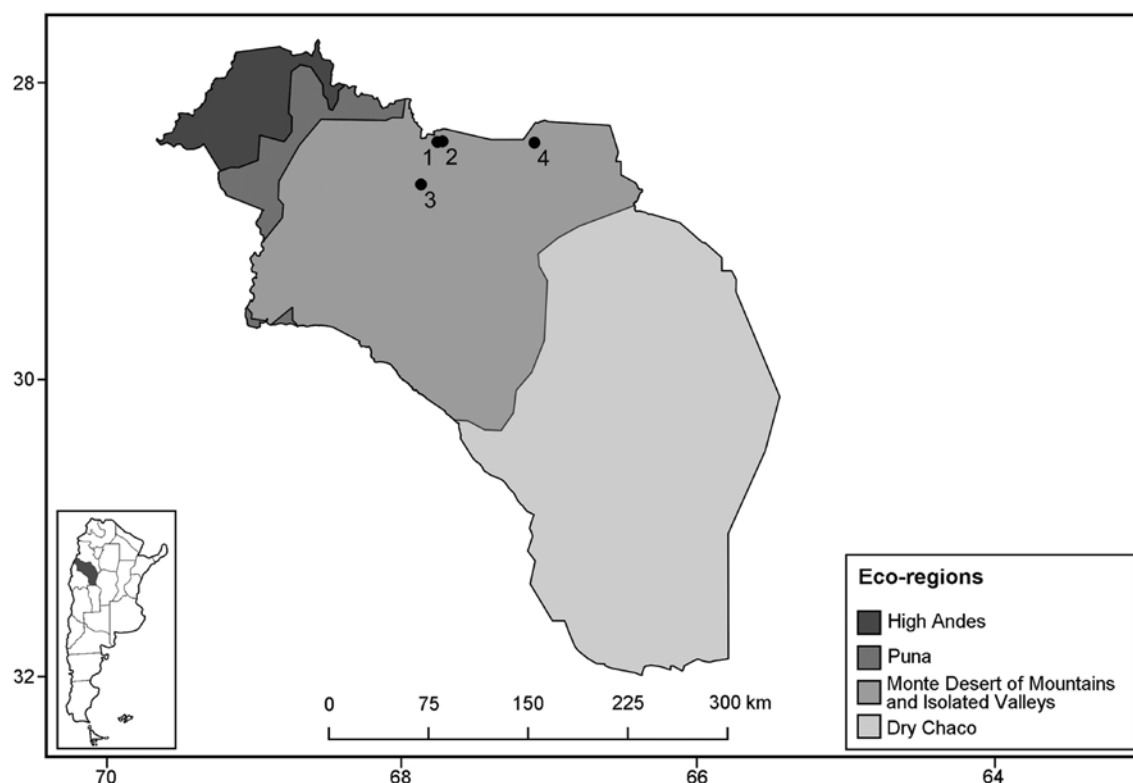 28
30
32
1
2
3
4
Eco-regions
High Andes
Puna
Monte Desert of Mountains
and Isolated Valleys
Dry Chaco
0 75 150 225 300 km
70 68 66 64